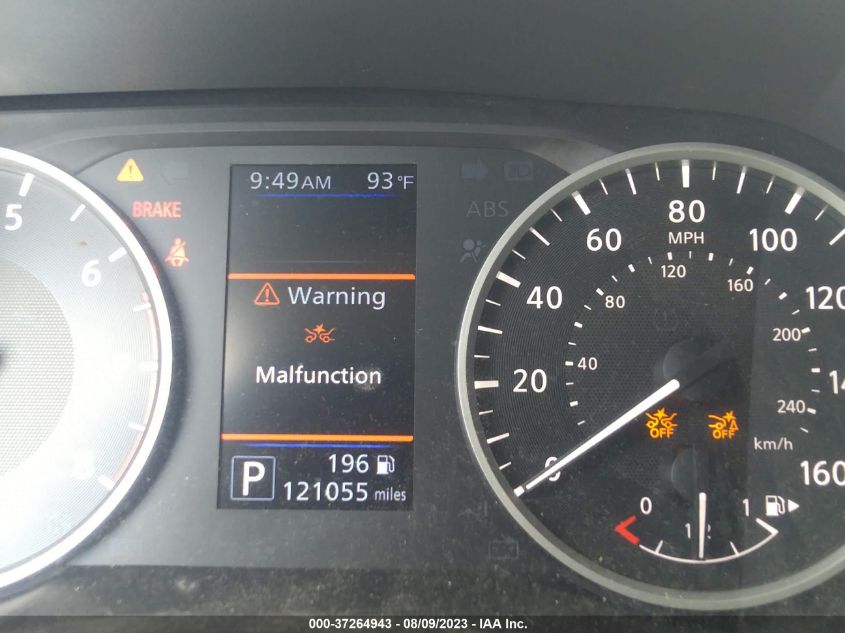 9:49AM 93°F
BRAKE
ABS
Warning
Malfunction
P
196
121055 miles
5
6
8
0
20
40
60
80
100
120
160
MPH
40
80
120
160
200
240
km/h
OFF
OFF
0
1
000-37264943 - 08/09/2023 - IAA Inc.